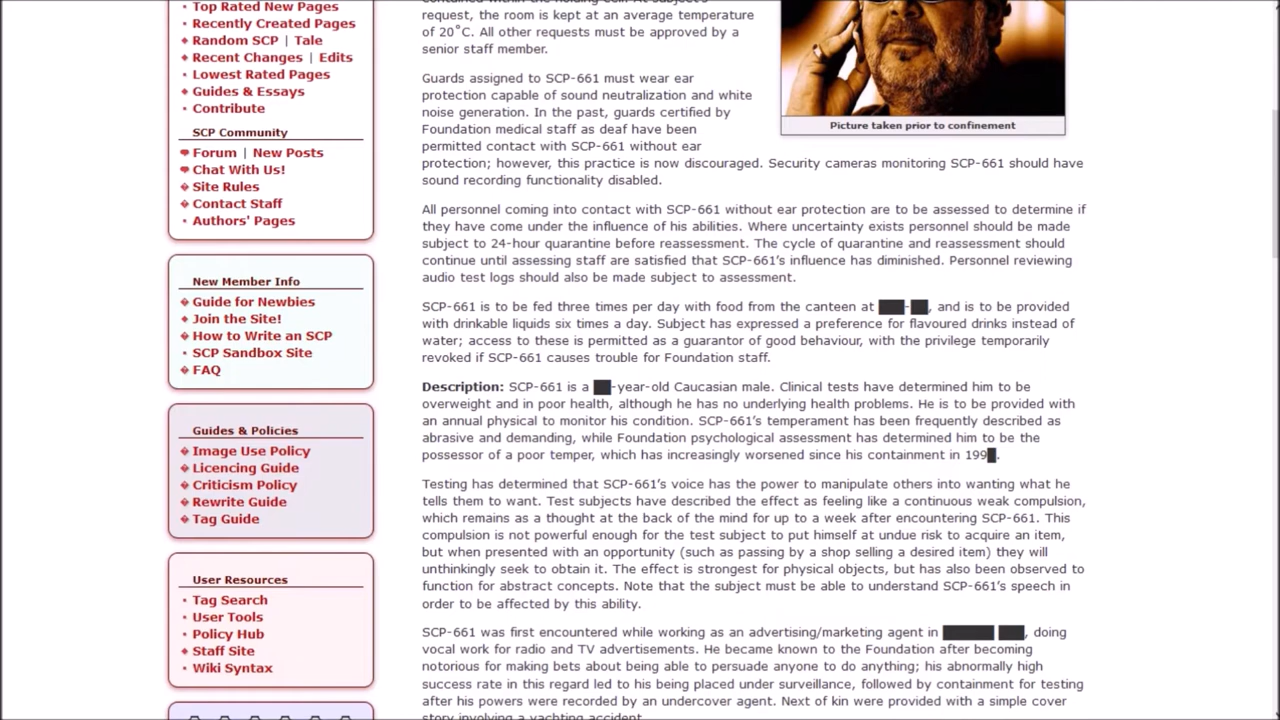 Top Rated New Pages
Recently Created Pages
Random SCP | Tale
Recent Changes | Edits
Lowest Rated Pages
Guides & Essays
Contribute
SCP Community
Forum | New Posts
Chat With Us!
Site Rules
Contact Staff
Authors' Pages
New Member Info
Guide for Newbies
Join the Site!
How to Write an SCP
SCP Sandbox Site
FAQ
Guides & Policies
Image Use Policy
Licencing Guide
Criticism Policy
Rewrite Guide
Tag Guide
User Resources
Tag Search
User Tools
Policy Hub
Staff Site
Wiki Syntax
request, the room is kept at an average temperature
of 20˚C. All other requests must be approved by a
senior staff member.
Guards assigned to SCP-661 must wear ear
protection capable of sound neutralization and white
noise generation. In the past, guards certified by
Foundation medical staff as deaf have been
permitted contact with SCP-661 without ear
protection; however, this practice is now discouraged. Security cameras monitoring SCP-661 should have
sound recording functionality disabled.
Picture taken prior to confinement
All personnel coming into contact with SCP-661 without ear protection are to be assessed to determine if
they have come under the influence of his abilities. Where uncertainty exists personnel should be made
subject to 24-hour quarantine before reassessment. The cycle of quarantine and reassessment should
continue until assessing staff are satisfied that SCP-661’s influence has diminished. Personnel reviewing
audio test logs should also be made subject to assessment.
SCP-661 is to be fed three times per day with food from the canteen at ███-██, and is to be provided
with drinkable liquids six times a day. Subject has expressed a preference for flavoured drinks instead of
water; access to these is permitted as a guarantor of good behaviour, with the privilege temporarily
revoked if SCP-661 causes trouble for Foundation staff.
Description: SCP-661 is a ██-year-old Caucasian male. Clinical tests have determined him to be
overweight and in poor health, although he has no underlying health problems. He is to be provided with
an annual physical to monitor his condition. SCP-661’s temperament has been frequently described as
abrasive and demanding, while Foundation psychological assessment has determined him to be the
possessor of a poor temper, which has increasingly worsened since his containment in 199█.
Testing has determined that SCP-661’s voice has the power to manipulate others into wanting what he
tells them to want. Test subjects have described the effect as feeling like a continuous weak compulsion,
which remains as a thought at the back of the mind for up to a week after encountering SCP-661. This
compulsion is not powerful enough for the test subject to put himself at undue risk to acquire an item,
but when presented with an opportunity (such as passing by a shop selling a desired item) they will
unthinkingly seek to obtain it. The effect is strongest for physical objects, but has also been observed to
function for abstract concepts. Note that the subject must be able to understand SCP-661’s speech in
order to be affected by this ability.
SCP-661 was first encountered while working as an advertising/marketing agent in ██████ ███, doing
vocal work for radio and TV advertisements. He became known to the Foundation after becoming
notorious for making bets about being able to persuade anyone to do anything; his abnormally high
success rate in this regard led to his being placed under surveillance, followed by containment for testing
after his powers were recorded by an undercover agent. Next of kin were provided with a simple cover
story involving a yachting accident.